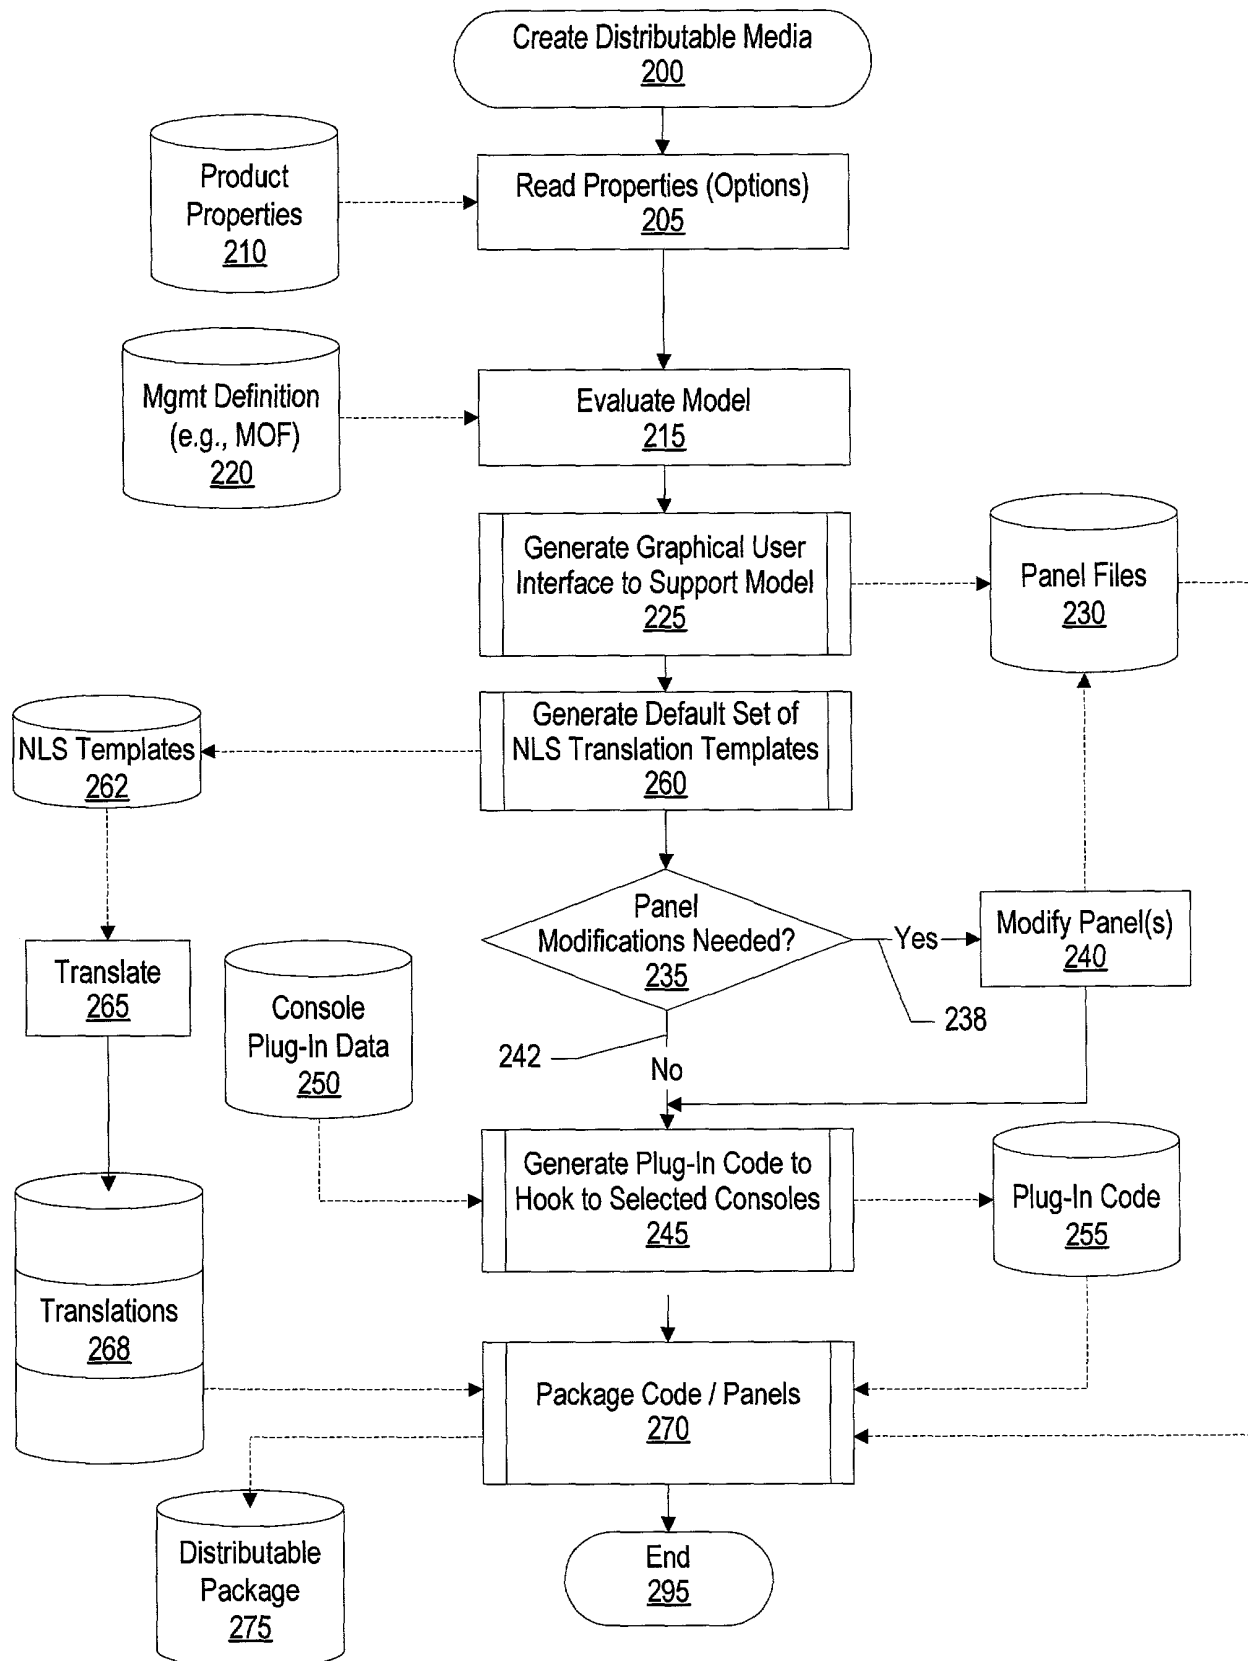 Create Distributable Media
200
Product
Properties
210
Read Properties (Options)
205
Mgmt Definition
(e.g., MOF)
220
Evaluate Model
215
Generate Graphical User
Interface to Support Model
225
Panel Files
230
NLS Templates
262
Generate Default Set of
NLS Translation Templates
260
Panel
Modifications Needed?
235
Yes
238
Modify Panel(s)
240
Translate
265
Console
Plug-In Data
250
242
No
Generate Plug-In Code to
Hook to Selected Consoles
245
Plug-In Code
255
Translations
268
Package Code / Panels
270
Distributable
Package
275
End
295